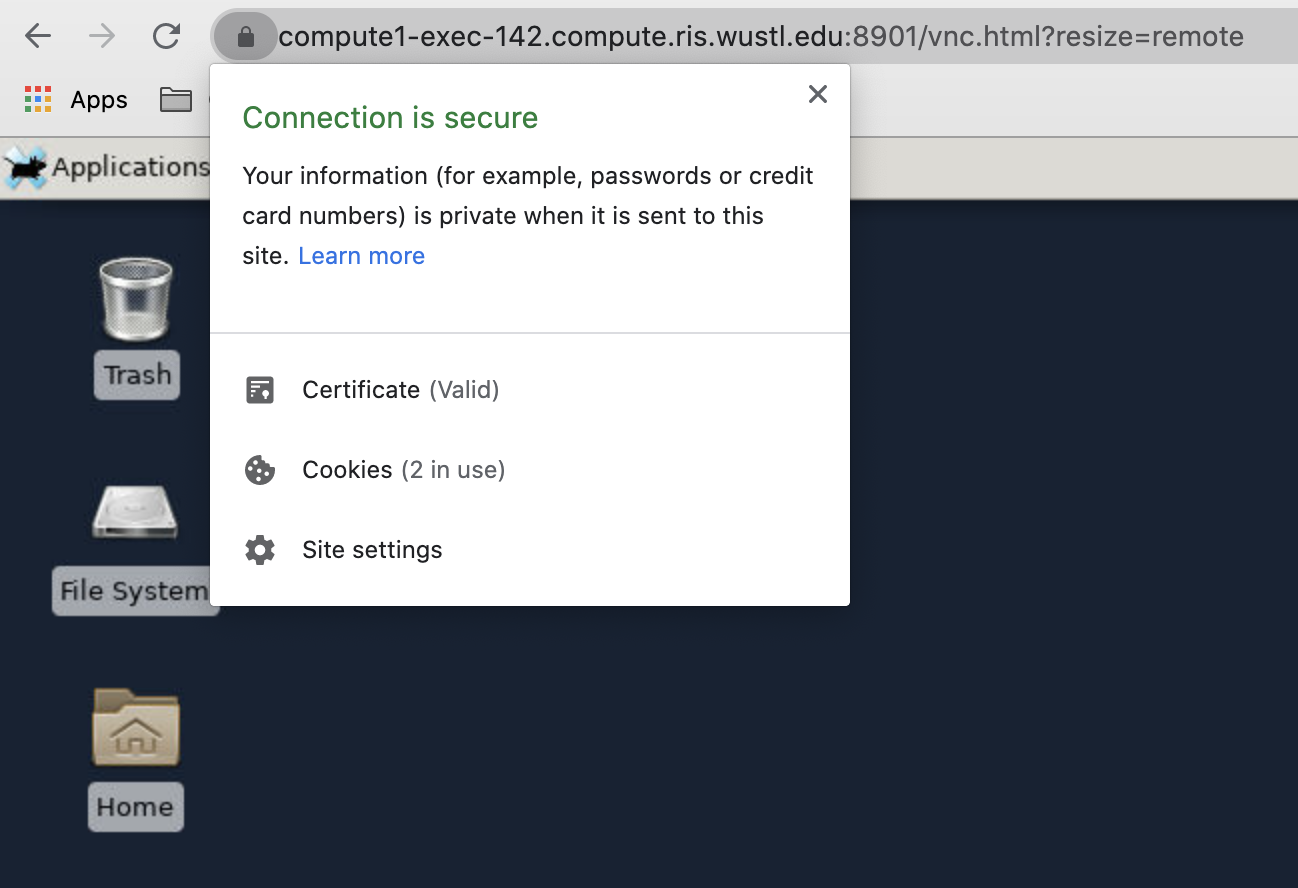 compute1-exec-142.compute.ris.wustl.edu:8901/vnc.html?resize=remote
Apps
Applications
Connection is secure
Your information (for example, passwords or credit
card numbers) is private when it is sent to this
site. Learn more
Certificate (Valid)
Cookies (2 in use)
Site settings
Trash
File System
Home